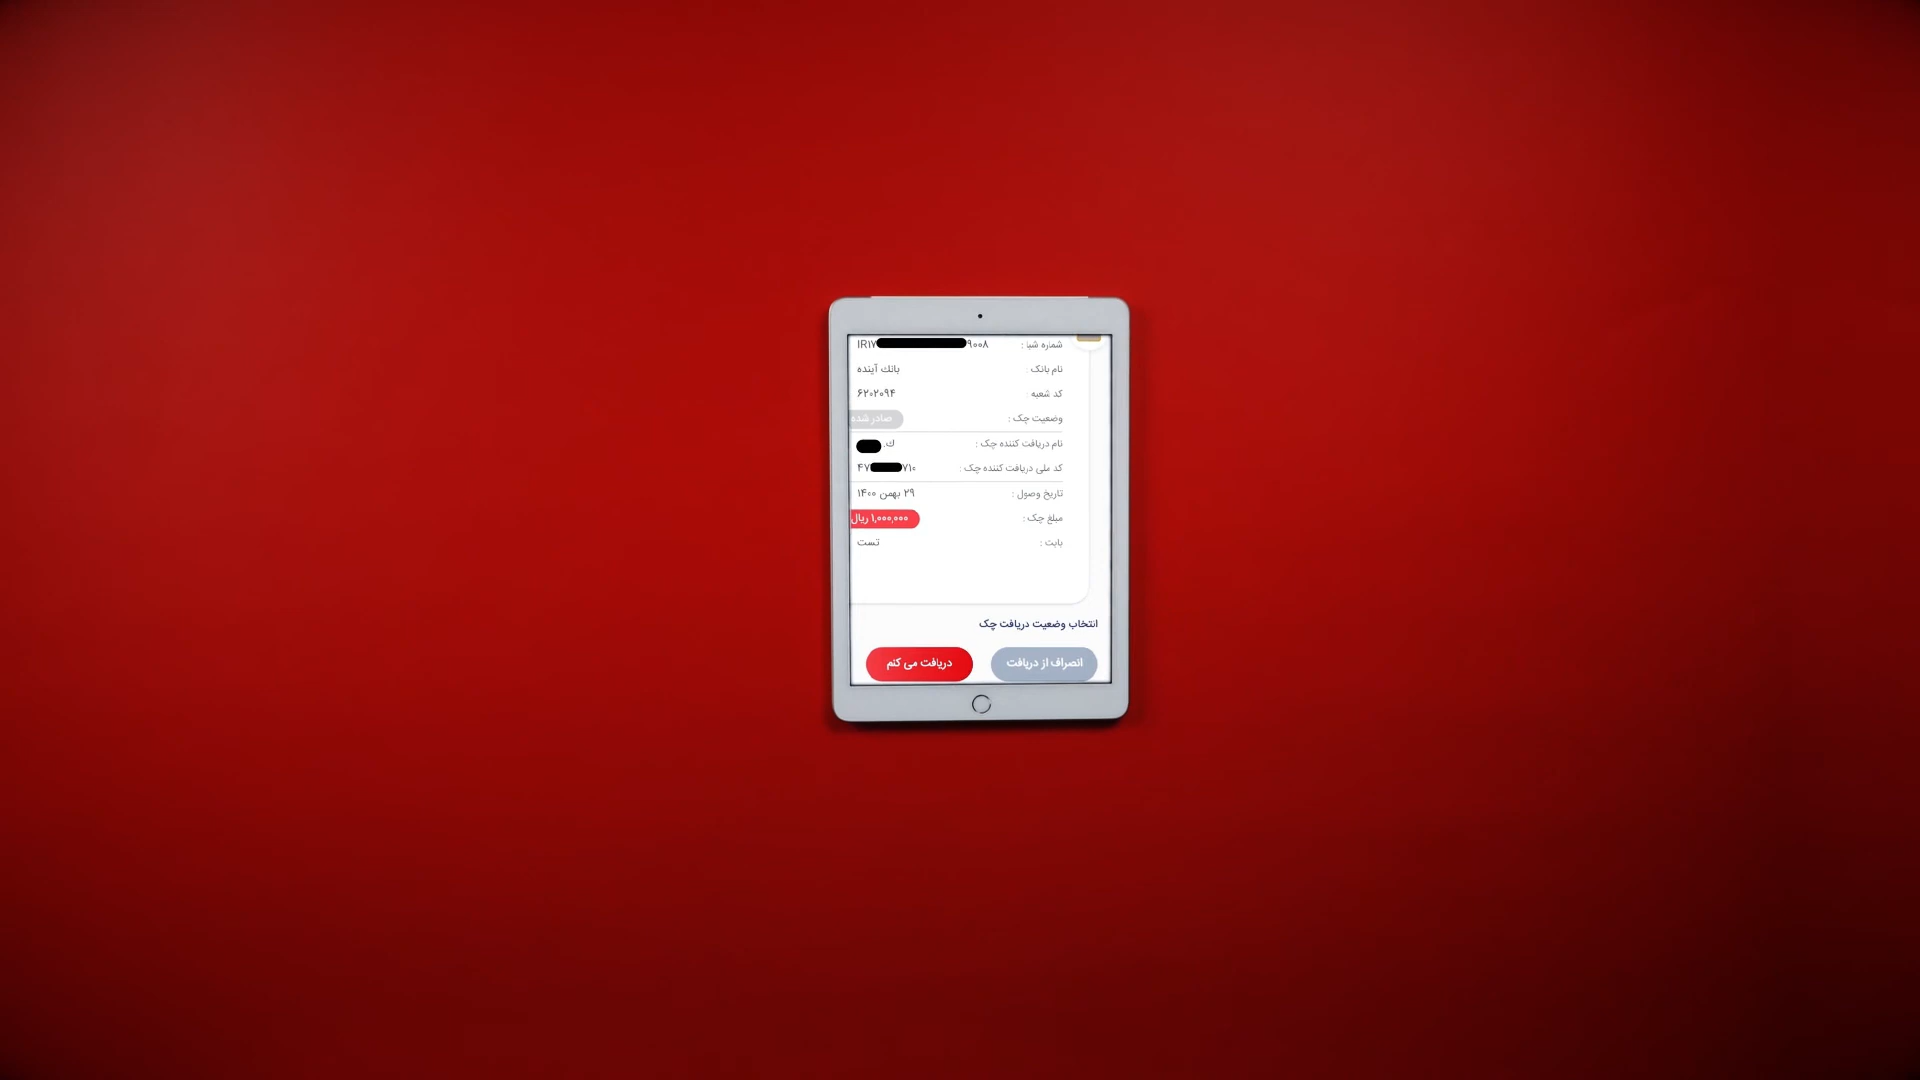 شماره شبا : IR۱۷ ۹۰۰۸
نام بانک : بانك آینده
کد شعبه : ۶۲۰۲۰۹۴
وضعیت چک : صادر شده
نام دریافت کننده چک : ك.
کد ملی دریافت کننده چک : ۴۷ ۷۱۰
تاریخ وصول : ۲۹ بهمن ۱۴۰۰
مبلغ چک : ۱,۰۰۰,۰۰۰ ریال
بابت : تست
انتخاب وضعیت دریافت چک
انصراف از دریافت
دریافت می کنم